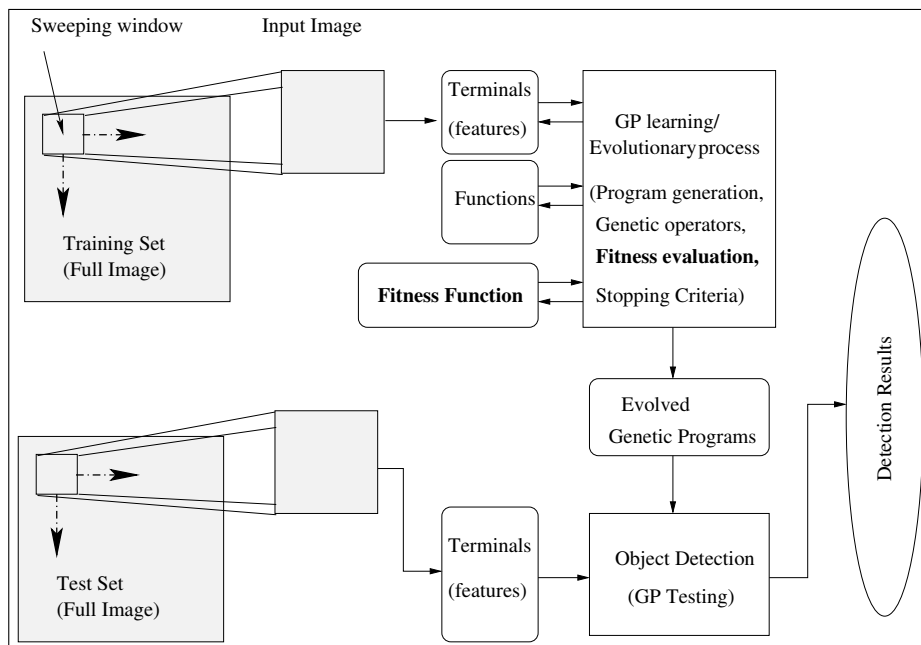 Sweeping window
Input Image
Terminals
(features)
GP learning/
Evolutionary process
(Program generation,
Genetic operators,
Fitness evaluation,
Stopping Criteria)
Functions
Training Set
(Full Image)
Fitness Function
Evolved
Genetic Programs
Detection Results
Test Set
(Full Image)
Terminals
(features)
Object Detection
(GP Testing)